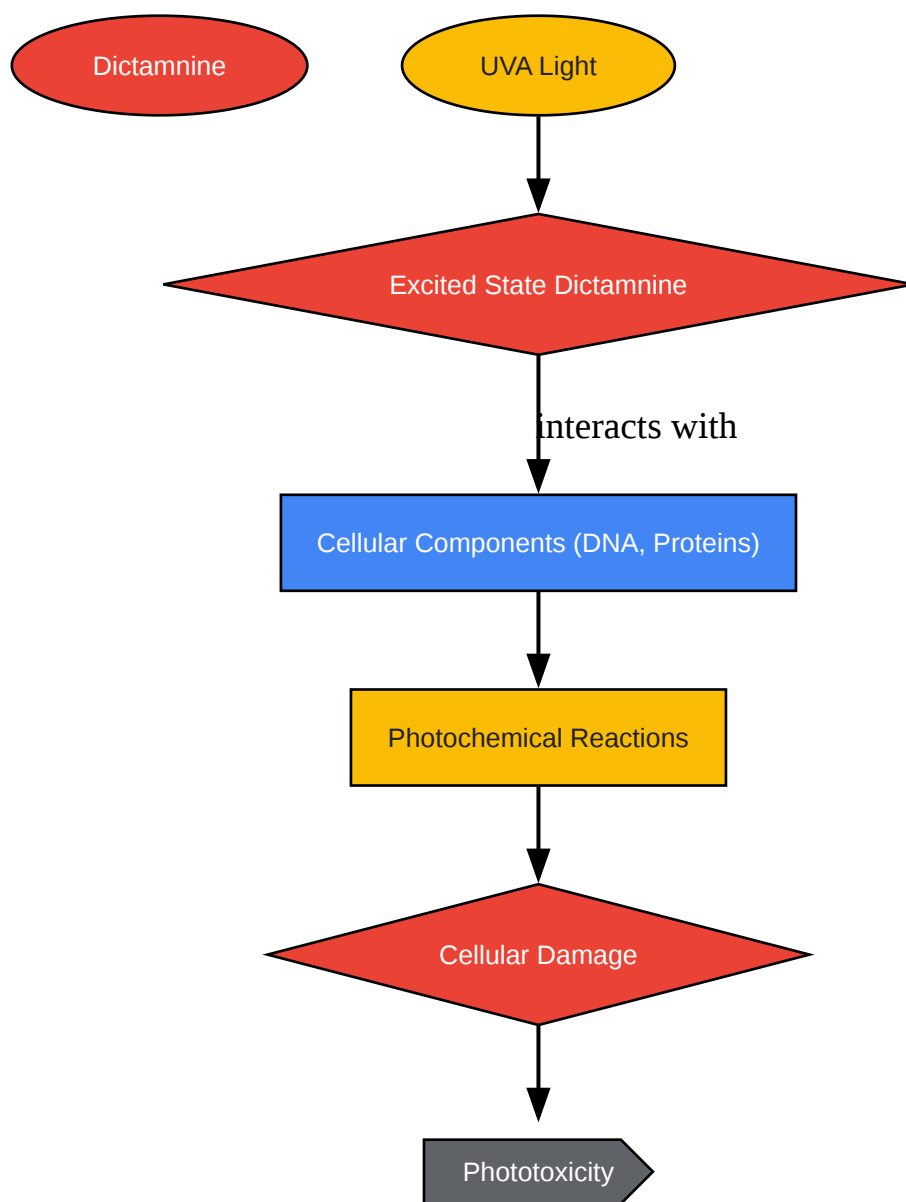 Dictamnine
UVA Light
Excited State Dictamnine
interacts with
Cellular Components (DNA, Proteins)
Photochemical Reactions
Cellular Damage
Phototoxicity